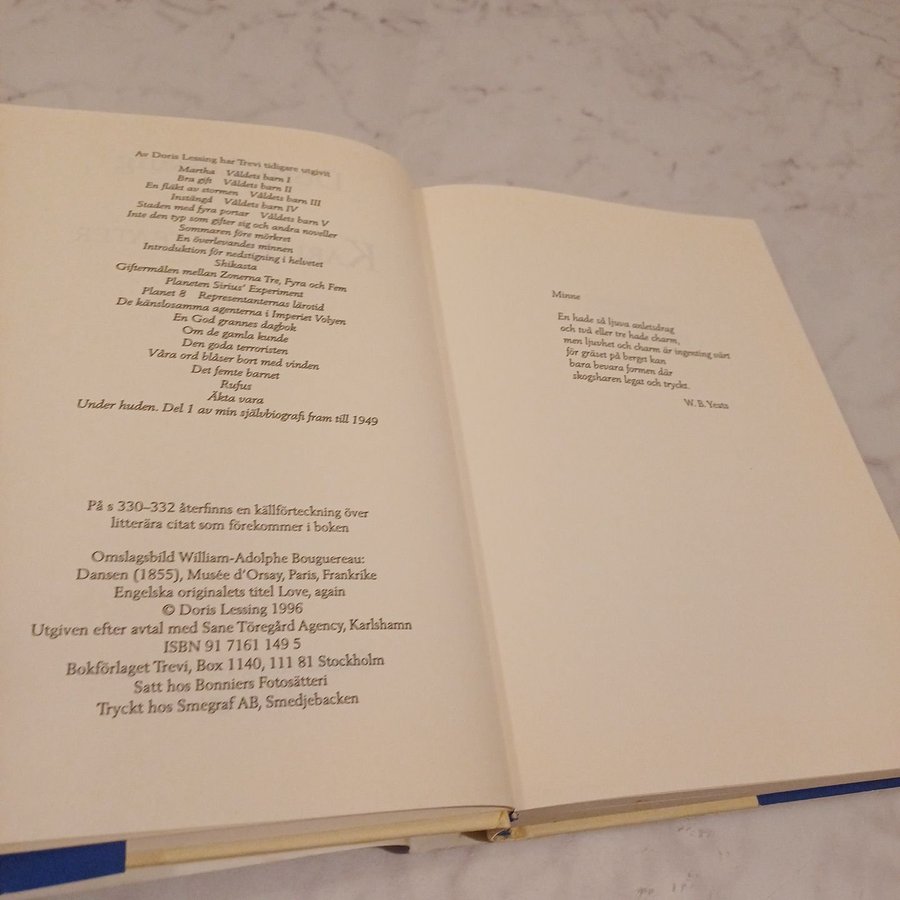 Av Doris Lessing har Trevi tidigare utgivit
Martha Våldets barn I
Bra gift Våldets barn II
En fläkt av stormen Våldets barn III
Instängd Våldets barn IV
Staden med fyra portar Våldets barn V
Inte den typ som gifter sig och andra noveller
Sommaren före mörkret
En överlevandes minnen
Introduktion för nedstigning i helvetet
Shikasta
Giftermålen mellan Zonerna Tre, Fyra och Fem
Planeten Sirius' Experiment
Planet 8 Representanternas lärotid
De känslosamma agenterna i Imperiet Volyen
En God grannes dagbok
Om de gamla kunde
Den goda terroristen
Våra ord blåser bort med vinden
Det femte barnet
Rufus
Akta vara
Under huden. Del 1 av min självbiografi fram till 1949
På s 330–332 återfinns en källförteckning över
litterära citat som förekommer i boken
Omslagsbild William-Adolphe Bouguereau:
Dansen (1855), Musée d'Orsay, Paris, Frankrike
Engelska originalets titel Love, again
© Doris Lessing 1996
Utgiven efter avtal med Sane Töregård Agency, Karlshamn
ISBN 91 7161 149 5
Bokförlaget Trevi, Box 1140, 111 81 Stockholm
Satt hos Bonniers Fotosätteri
Tryckt hos Smegraf AB, Smedjebacken
Minne
En hade så ljuva anletsdrag
och två eller tre hade charm,
men ljuvhet och charm är ingenting värt
för gräset på berget kan
bara bevara formen där
skogsharen legat och tryckt.
W. B. Yeats